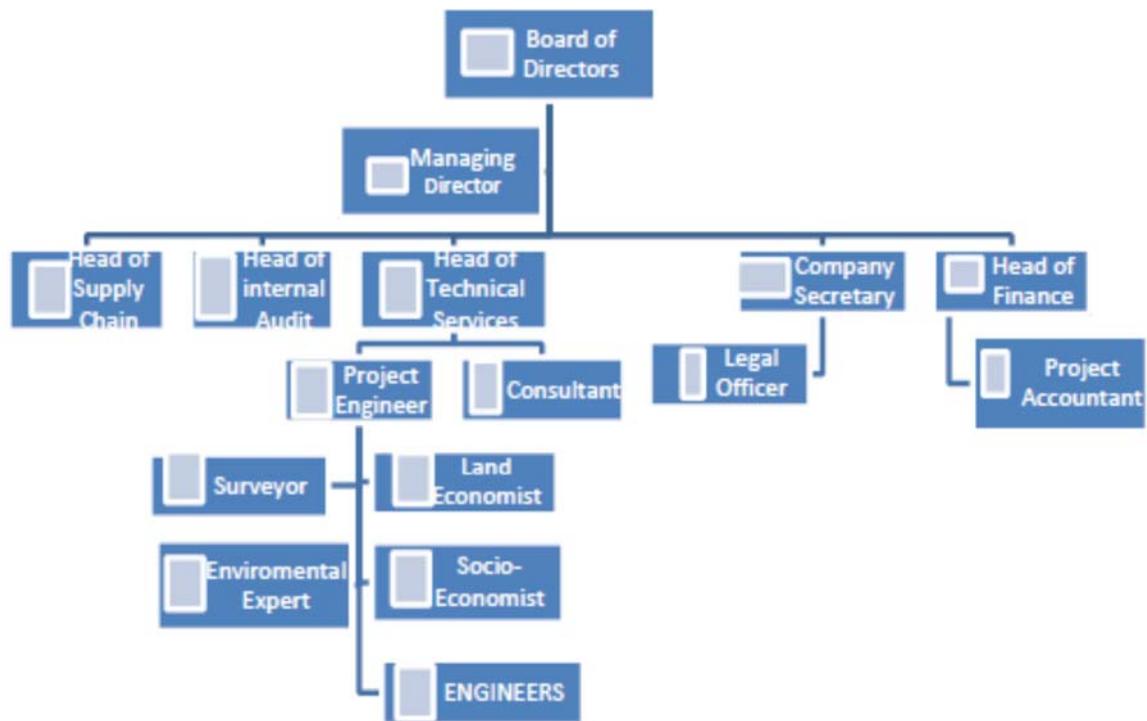 Board of
Directors
Managing
Director
Head of
Supply
Chain
Head of
internal
Audit
Head of
Technical
Services
Company
Secretary
Head of
Finance
Project
Engineer
Consultant
Legal
Officer
Project
Accountant
Surveyor
Land
Economist
Enviromental
Expert
Socio-
Economist
ENGINEERS